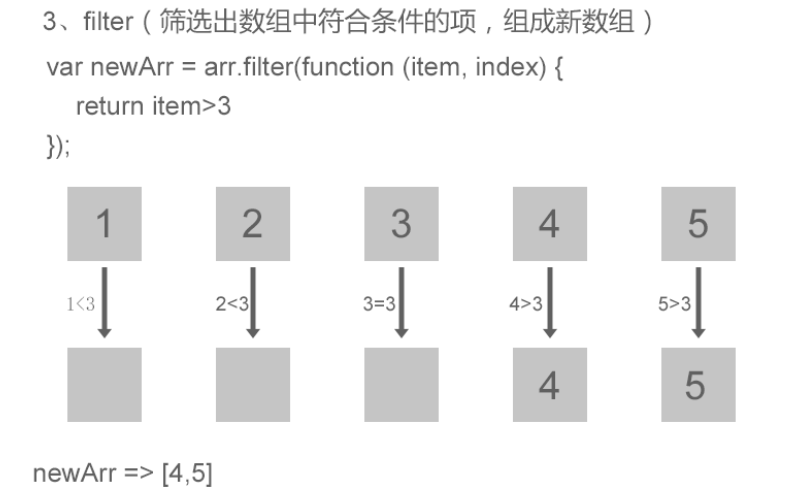 3、filter（筛选出数组中符合条件的项，组成新数组）
var newArr = arr.filter(function (item, index) {
return item>3
});
1 2 3 4 5
1<3 2<3 3=3 4>3 5>3
4 5
newArr => [4,5]